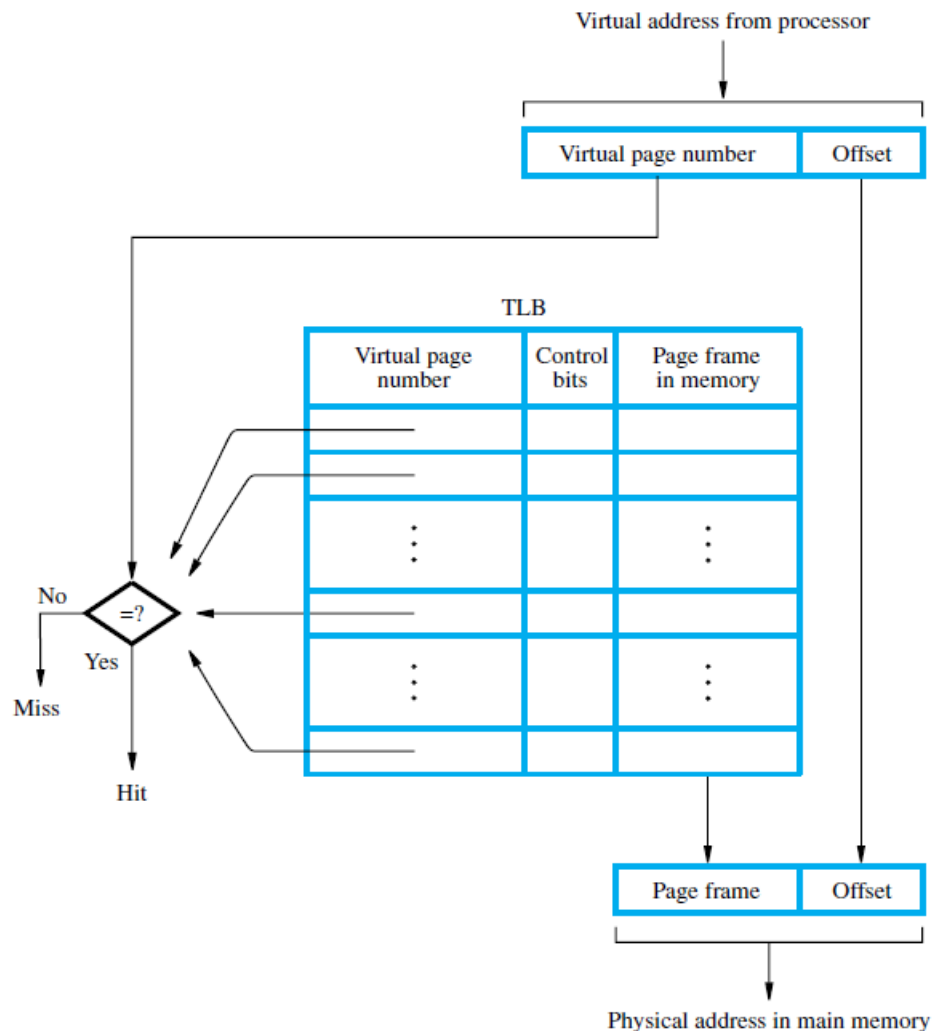 Virtual address from processor
Virtual page number
Offset
TLB
Virtual page
number
Control
bits
Page frame
in memory
No
=?
Yes
Miss
Hit
Page frame
Offset
Physical address in main memory